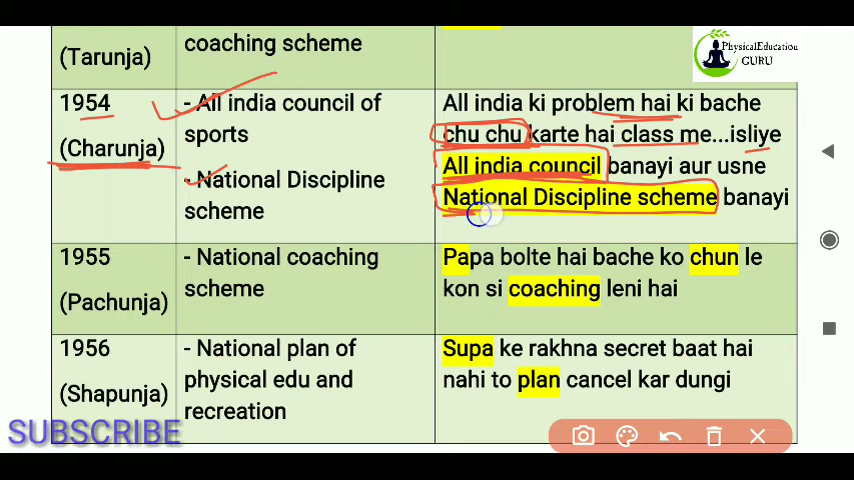 PhysicalEducation
GURU
(Tarunja)
coaching scheme
1954
(Charunja)
- All india council of
sports
- National Discipline
scheme
All india ki problem hai ki bache
chu chu karte hai class me...isliye
All india council banayi aur usne
National Discipline scheme banayi
1955
(Pachunja)
- National coaching
scheme
Papa bolte hai bache ko chun le
kon si coaching leni hai
1956
(Shapunja)
- National plan of
physical edu and
recreation
Supa ke rakhna secret baat hai
nahi to plan cancel kar dungi
SUBSCRIBE